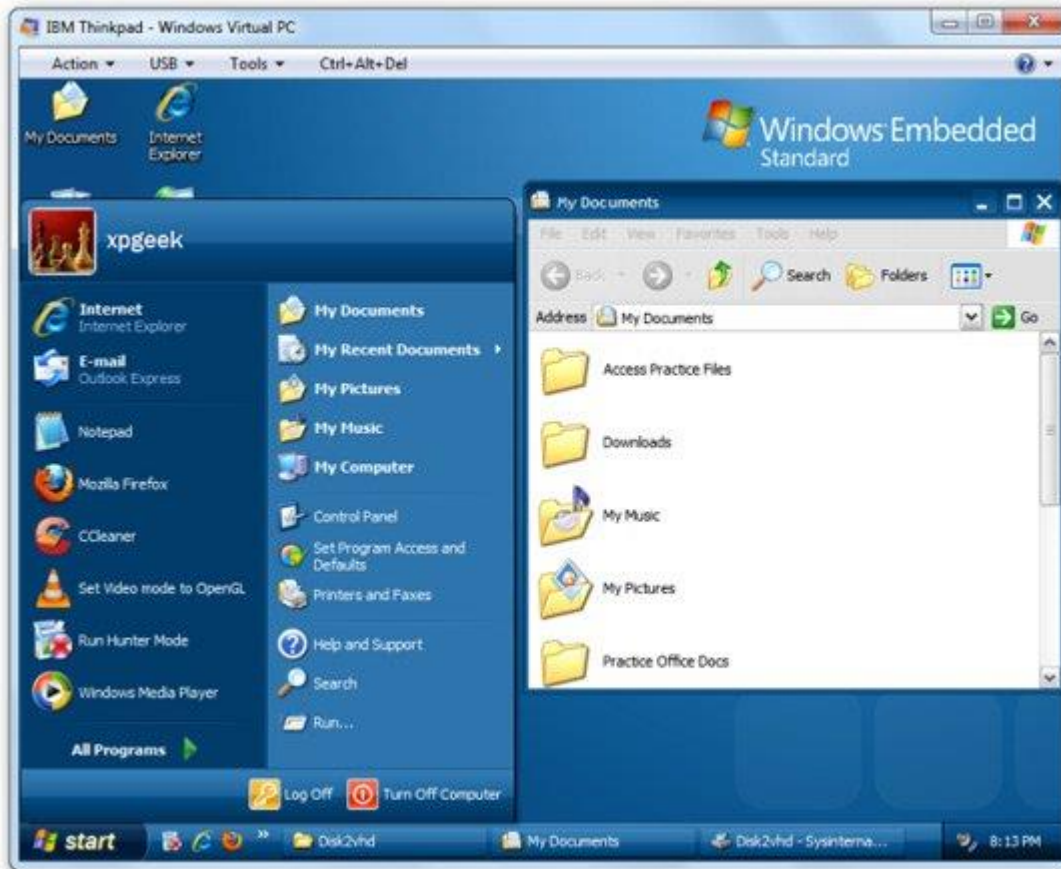 IBM Thinkpad - Windows Virtual PC
Action USB Tools Ctrl+Alt+Del
My Documents
Internet
Explorer
Windows Embedded
Standard
xpgeek
Internet
Internet Explorer
E-mail
Outlook Express
Notepad
Mozilla Firefox
CCleaner
Set Video mode to OpenGL
Run Hunter Mode
Windows Media Player
All Programs
My Documents
My Recent Documents
My Pictures
My Music
My Computer
Control Panel
Set Program Access and
Defaults
Printers and Faxes
Help and Support
Search
Run...
Log Off Turn Off Computer
My Documents
File Edit View Favorites Tools Help
Back Search Folders
Address My Documents Go
Access Practice Files
Downloads
My Music
My Pictures
Practice Office Docs
start » Disk2vhd My Documents Disk2vhd - Sysinterna... 8:13 PM